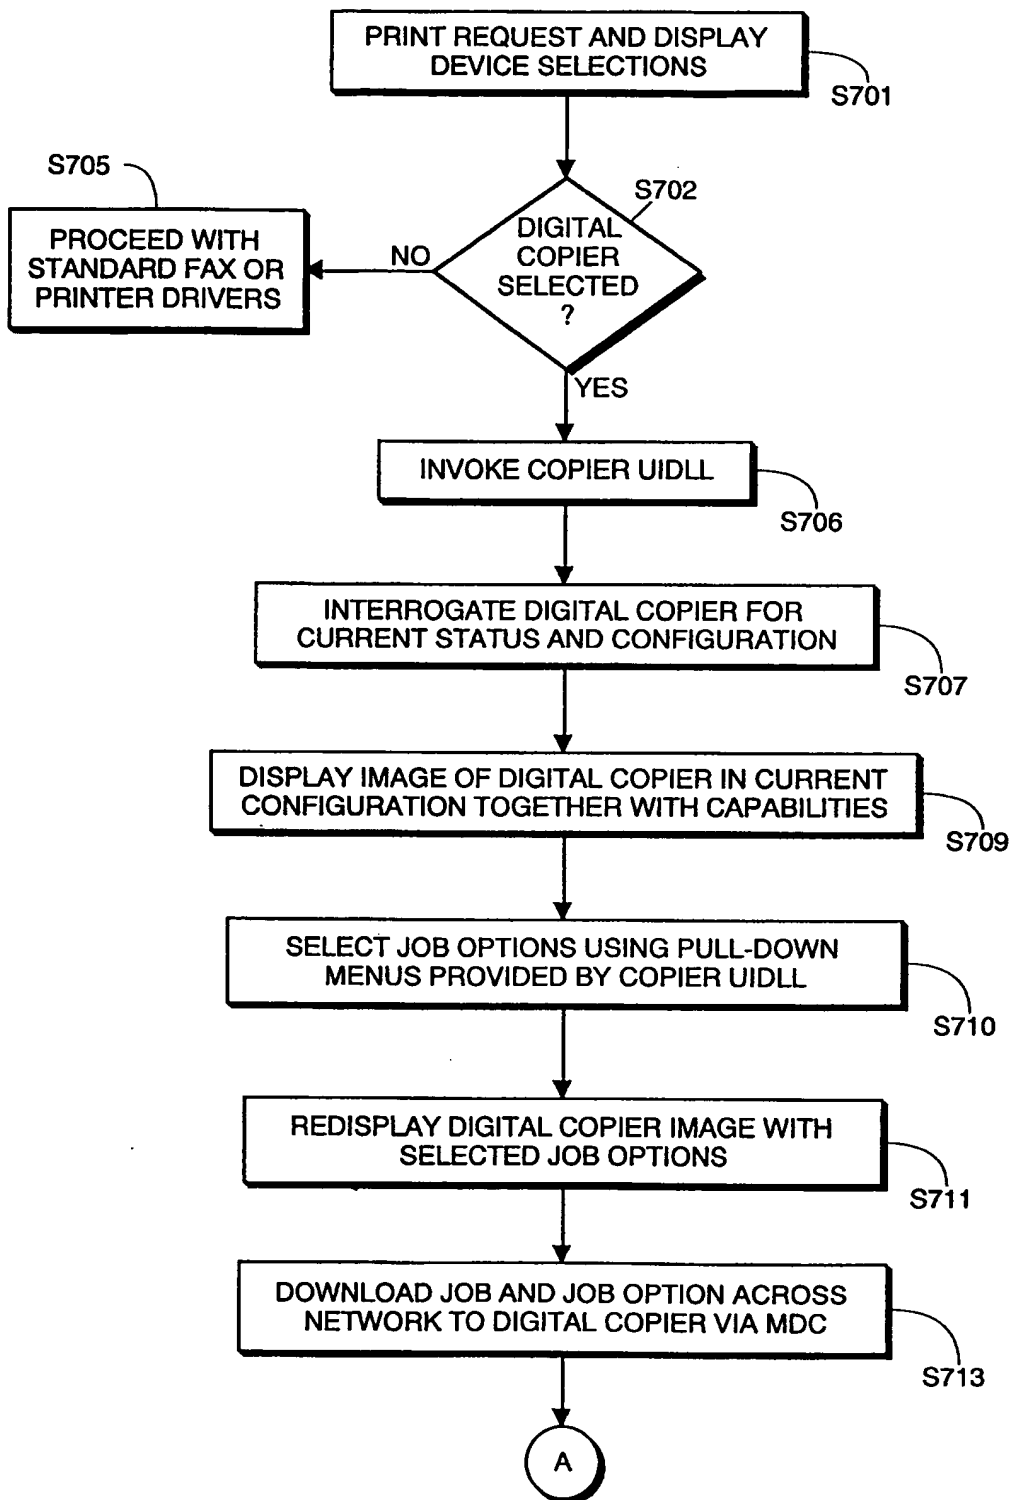 PRINT REQUEST AND DISPLAY
DEVICE SELECTIONS
S701
S705
S702
PROCEED WITH
STANDARD FAX OR
PRINTER DRIVERS
NO
DIGITAL
COPIER
SELECTED
?
YES
INVOKE COPIER UIDLL
S706
INTERROGATE DIGITAL COPIER FOR
CURRENT STATUS AND CONFIGURATION
S707
DISPLAY IMAGE OF DIGITAL COPIER IN CURRENT
CONFIGURATION TOGETHER WITH CAPABILITIES
S709
SELECT JOB OPTIONS USING PULL-DOWN
MENUS PROVIDED BY COPIER UIDLL
S710
REDISPLAY DIGITAL COPIER IMAGE WITH
SELECTED JOB OPTIONS
S711
DOWNLOAD JOB AND JOB OPTION ACROSS
NETWORK TO DIGITAL COPIER VIA MDC
S713
A